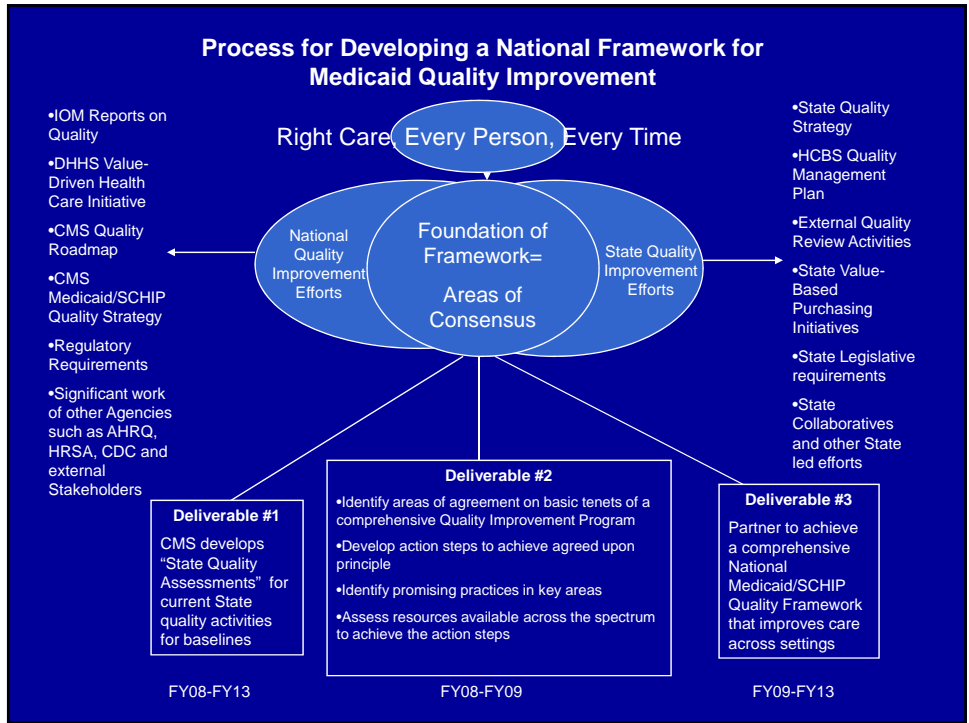 Process for Developing a National Framework for
Medicaid Quality Improvement
Right Care, Every Person, Every Time
•IOM Reports on
Quality
•DHHS Value-
Driven Health
Care Initiative
•CMS Quality
Roadmap
•CMS
Medicaid/SCHIP
Quality Strategy
•Regulatory
Requirements
•Significant work
of other Agencies
such as AHRQ,
HRSA, CDC and
external
Stakeholders
National
Quality
Improvement
Efforts
Foundation of
Framework=
Areas of
Consensus
State Quality
Improvement
Efforts
•State Quality
Strategy
•HCBS Quality
Management
Plan
•External Quality
Review Activities
•State Value-
Based
Purchasing
Initiatives
•State Legislative
requirements
•State
Collaboratives
and other State
led efforts
Deliverable #1
CMS develops
“State Quality
Assessments” for
current State
quality activities
for baselines
Deliverable #2
•Identify areas of agreement on basic tenets of a
comprehensive Quality Improvement Program
•Develop action steps to achieve agreed upon
principle
•Identify promising practices in key areas
•Assess resources available across the spectrum
to achieve the action steps
Deliverable #3
Partner to achieve
a comprehensive
National
Medicaid/SCHIP
Quality Framework
that improves care
across settings
FY08-FY13
FY08-FY09
FY09-FY13